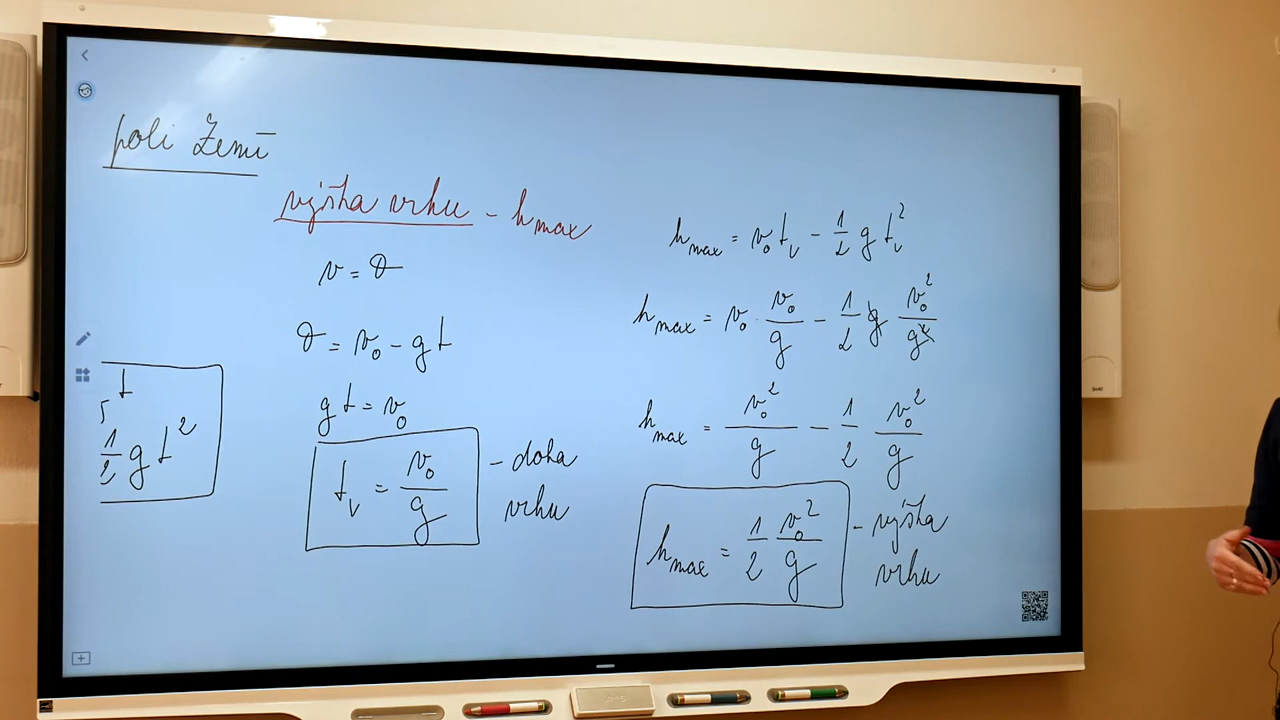 poli Země
výška vrhu - h_max
v = 0
0 = v₀ - gt
gt = v₀
t_v = v₀/g - doba
vrhu
t
1/2 gt²
h_max = v₀t_v - 1/2 g t_v²
h_max = v₀ · v₀/g - 1/2 g v₀²/g²
h_max = v₀²/g - 1/2 v₀²/g
h_max = 1/2 v₀²/g - výška
vrhu